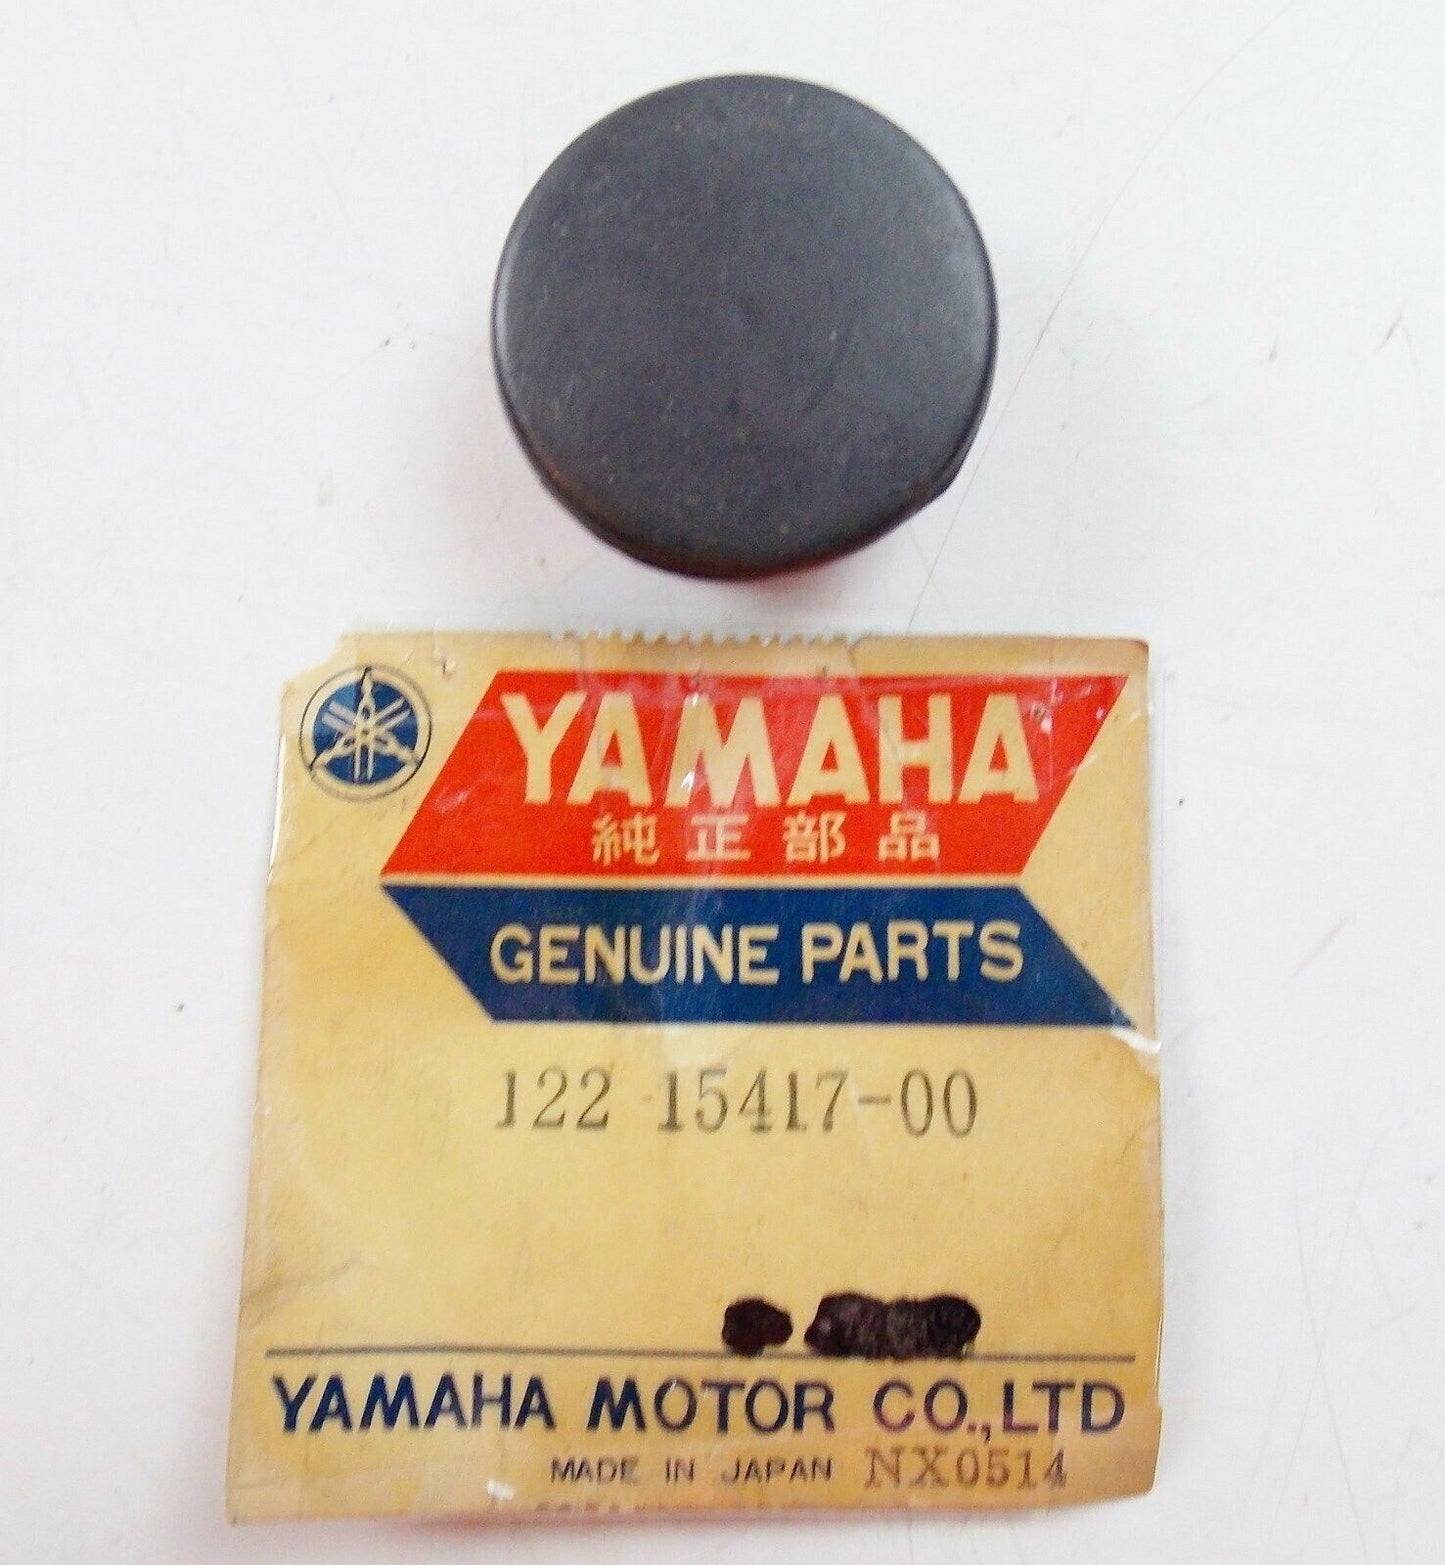 YAMAHA
純正部品
GENUINE PARTS
122 15417-00
YAMAHA MOTOR CO.,LTD
MADE IN JAPAN NX0514